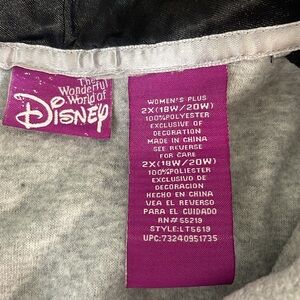 The
Wonderful
World of
Disney
WOMEN'S PLUS
2X(18W/20W)
100%POLYESTER
EXCLUSIVE OF
DECORATION
MADE IN CHINA
SEE REVERSE
FOR CARE
2X(18W/20W)
100%POLYESTER
EXCLUSIVO DE
DECORACION
HECHO EN CHINA
VEA EL REVERSO
PARA EL CUIDADO
RN#55219
STYLE:LT5619
UPC:73240951735